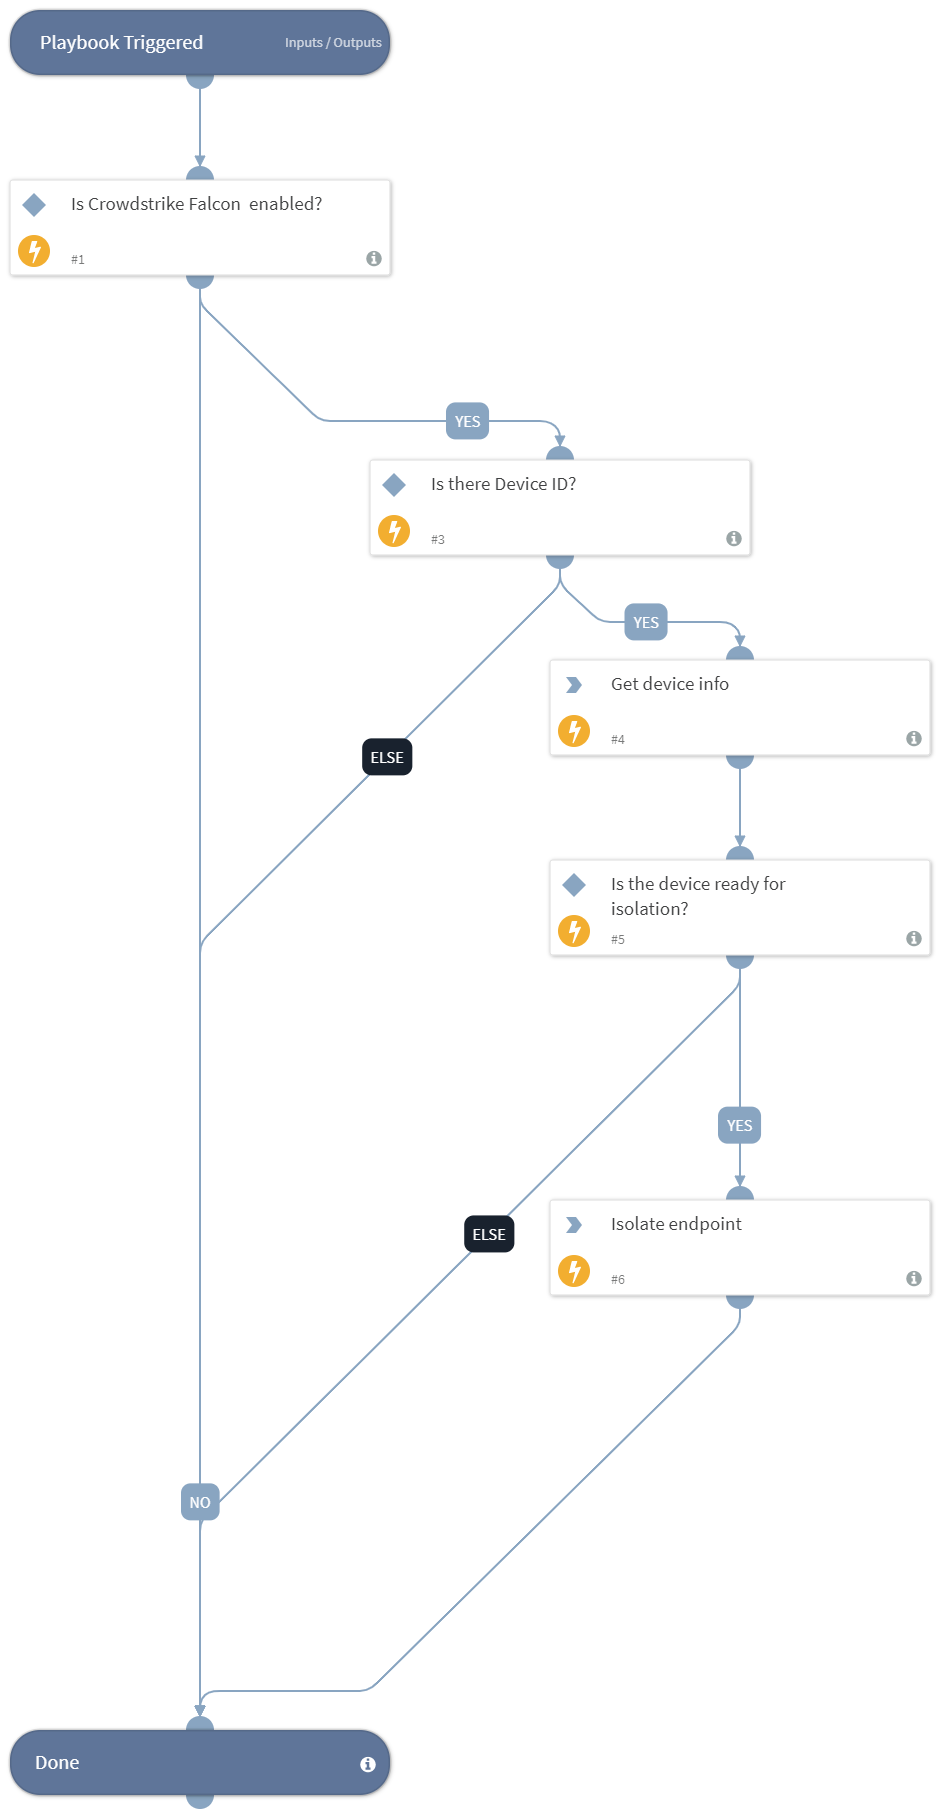 Playbook Triggered
Inputs / Outputs
Is Crowdstrike Falcon  enabled?
#1
YES
Is there Device ID?
#3
YES
Get device info
#4
ELSE
Is the device ready for
isolation?
#5
YES
Isolate endpoint
#6
ELSE
NO
Done